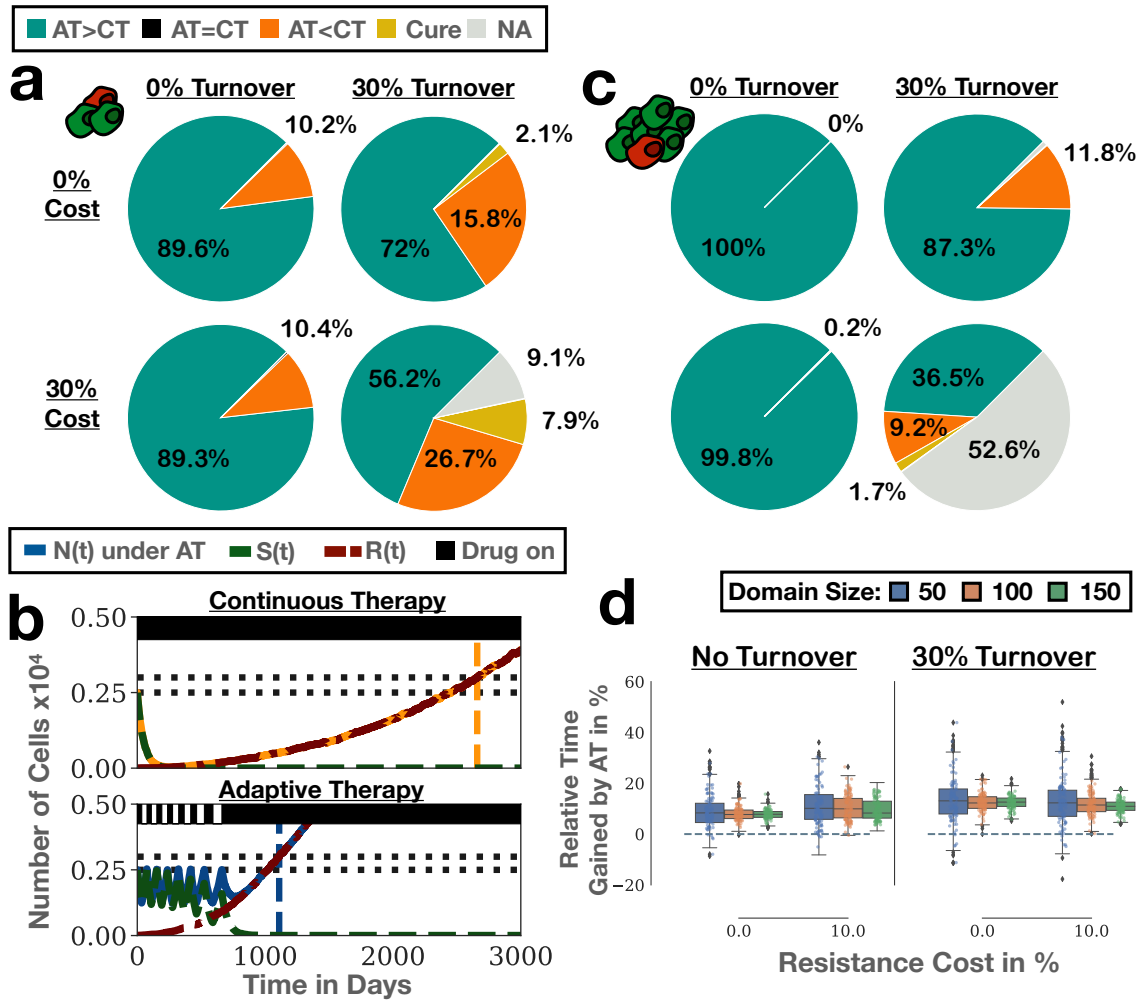 AT>CT AT=CT AT<CT Cure NA
a
0% Turnover 30% Turnover
0% Cost
10.2%
89.6%
2.1%
15.8%
72%
30% Cost
10.4%
89.3%
9.1%
56.2%
7.9%
26.7%
c
0% Turnover 30% Turnover
0%
100%
11.8%
87.3%
0.2%
99.8%
36.5%
9.2%
52.6%
1.7%
N(t) under AT S(t) R(t) Drug on
b
Continuous Therapy
0.50
0.25
0.00
Adaptive Therapy
0.50
0.25
0.00
0 1000 2000 3000
Number of Cells x10⁴
Time in Days
d
Domain Size: 50 100 150
No Turnover 30% Turnover
60
40
20
0
−20
Relative Time
Gained by AT in %
0.0 10.0 0.0 10.0
Resistance Cost in %